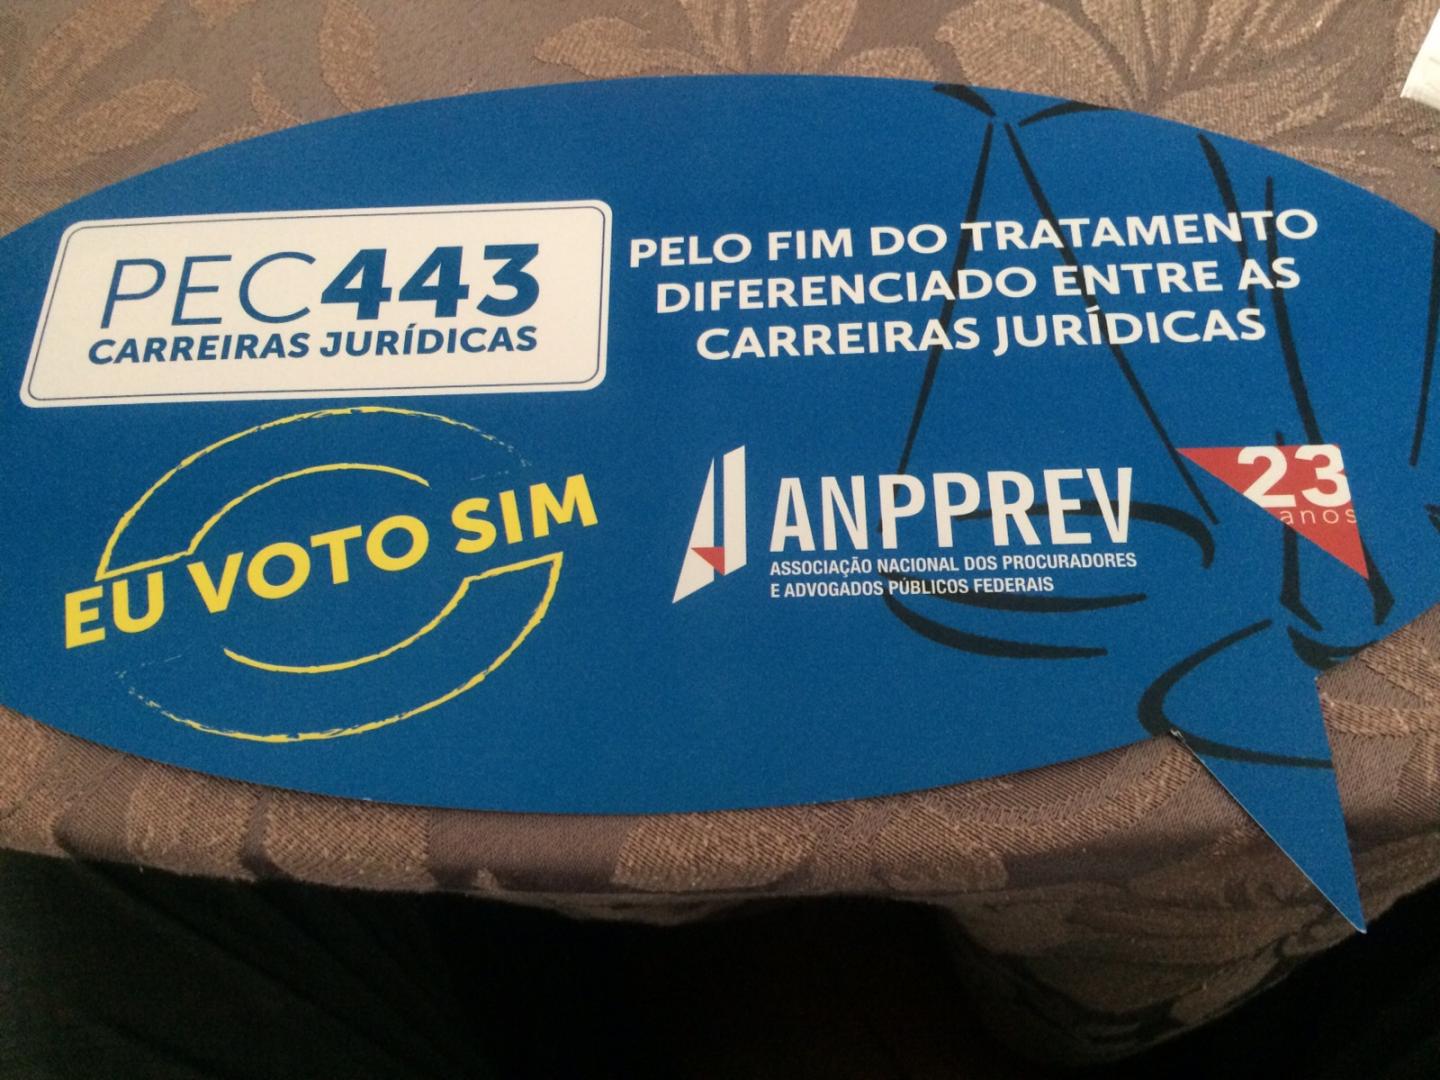 PEC443
CARREIRAS JURÍDICAS
PELO FIM DO TRATAMENTO
DIFERENCIADO ENTRE AS
CARREIRAS JURÍDICAS
EU VOTO SIM
ANPPREV
ASSOCIAÇÃO NACIONAL DOS PROCURADORES
E ADVOGADOS PÚBLICOS FEDERAIS
23
anos